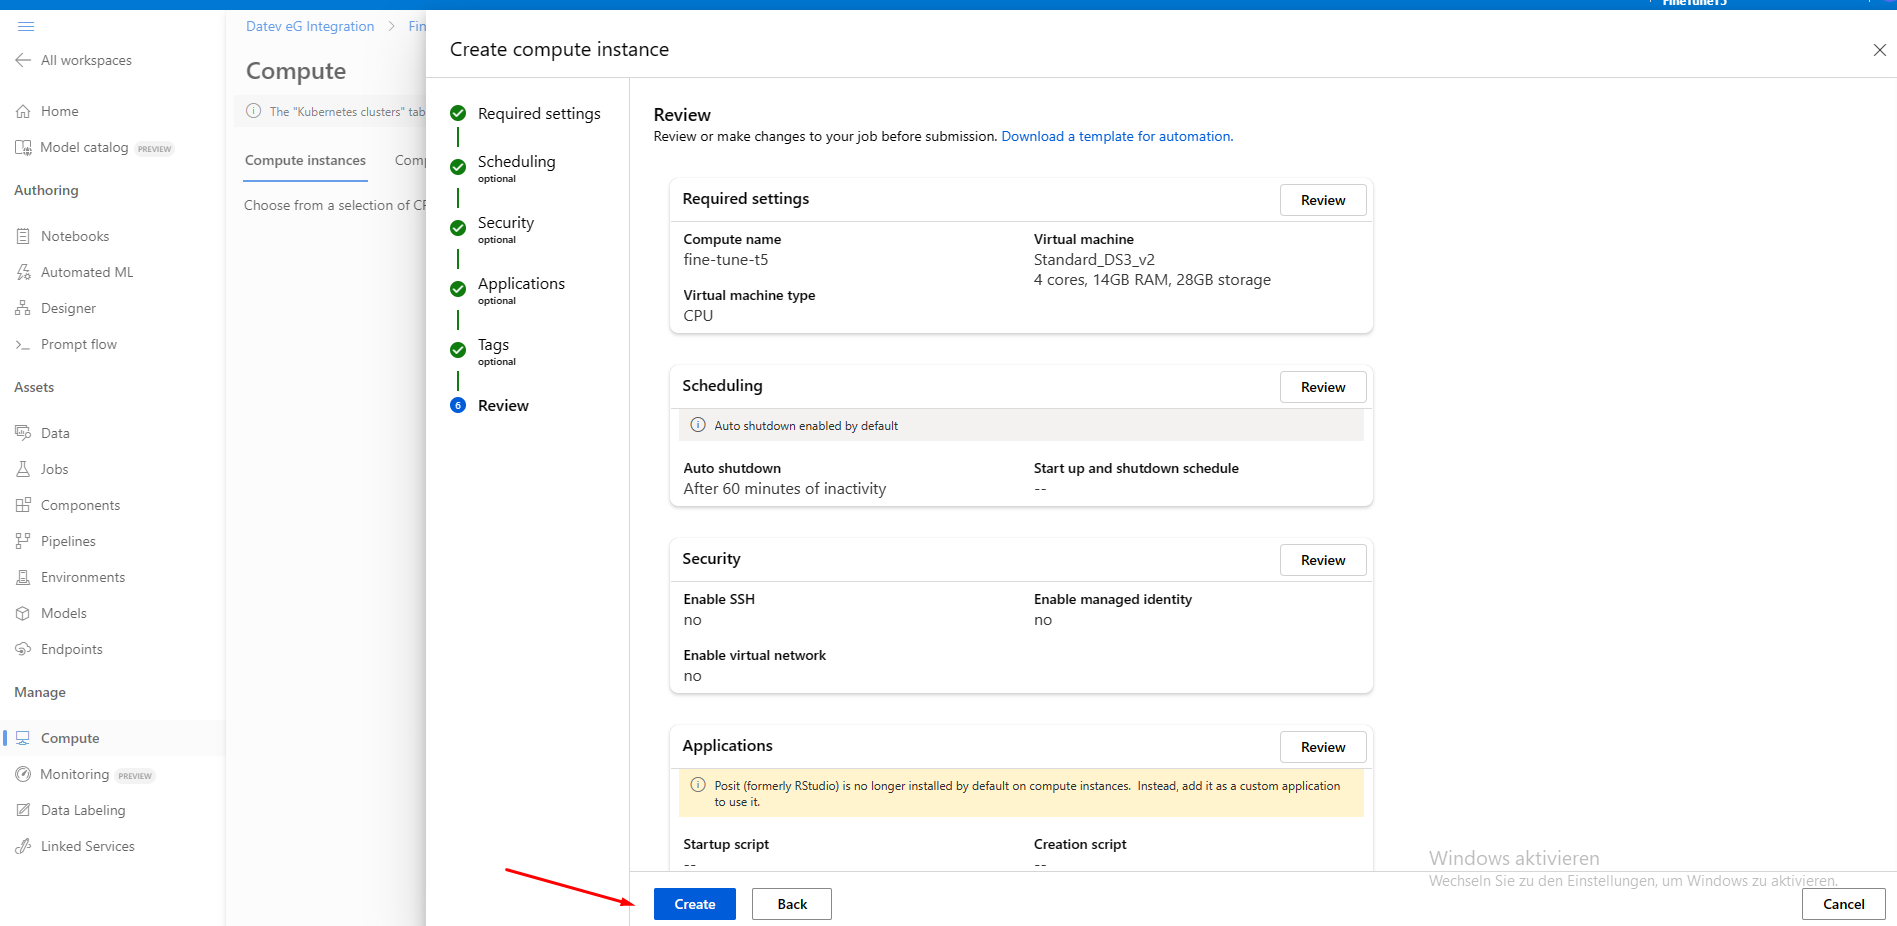 FineTuneT5
Datev eG Integration > Fin
All workspaces
Compute
Home
The "Kubernetes clusters" tab
Model catalog PREVIEW
Compute instances Comp
Authoring
Choose from a selection of CP
Notebooks
Automated ML
Designer
Prompt flow
Assets
Data
Jobs
Components
Pipelines
Environments
Models
Endpoints
Manage
Compute
Monitoring PREVIEW
Data Labeling
Linked Services
Create compute instance
Required settings
Scheduling
optional
Security
optional
Applications
optional
Tags
optional
6 Review
Review
Review or make changes to your job before submission. Download a template for automation.
Required settings Review
Compute name
fine-tune-t5
Virtual machine
Standard_DS3_v2
4 cores, 14GB RAM, 28GB storage
Virtual machine type
CPU
Scheduling Review
Auto shutdown enabled by default
Auto shutdown
After 60 minutes of inactivity
Start up and shutdown schedule
--
Security Review
Enable SSH
no
Enable managed identity
no
Enable virtual network
no
Applications Review
Posit (formerly RStudio) is no longer installed by default on compute instances. Instead, add it as a custom application
to use it.
Startup script
--
Creation script
--
Windows aktivieren
Wechseln Sie zu den Einstellungen, um Windows zu aktivieren.
Create Back Cancel